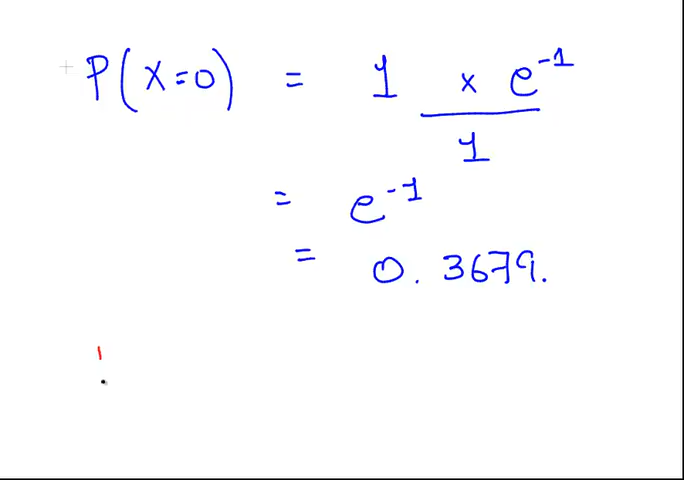 P(X=0) = 1 × e⁻¹
1
= e⁻¹
= 0.3679.